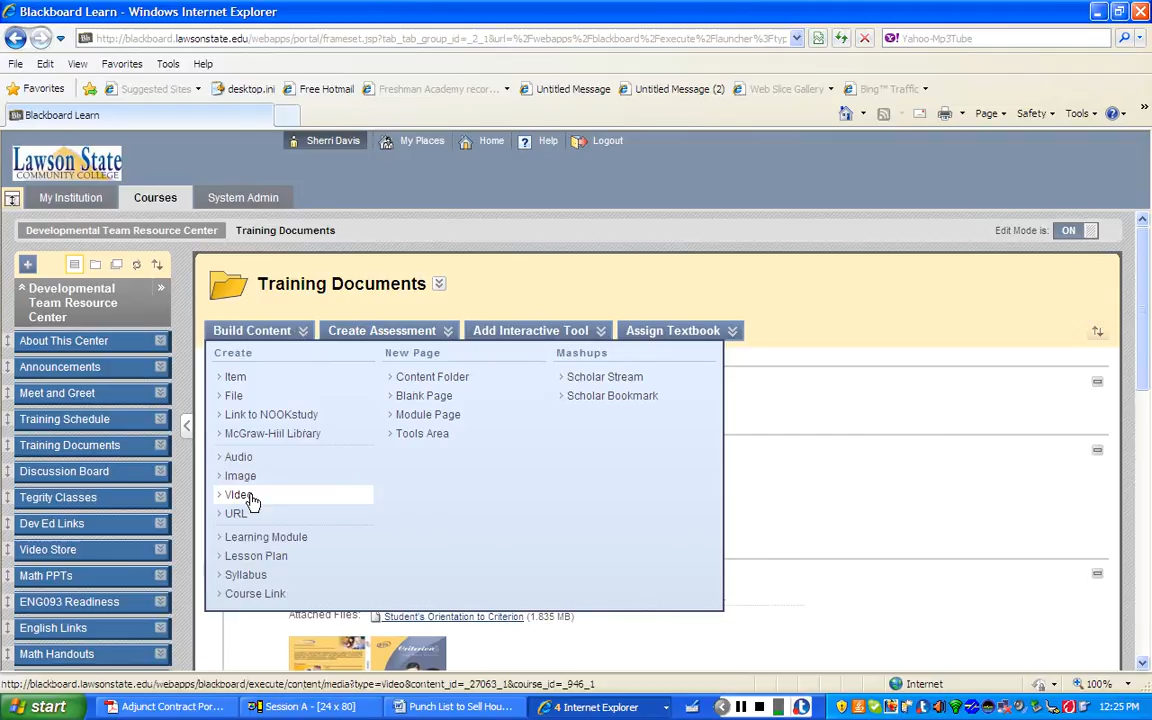 Blackboard Learn - Windows Internet Explorer
http://blackboard.lawsonstate.edu/webapps/portal/frameset.jsp?tab_tab_group_id=_2_1&url=%2Fwebapps%2Fblackboard%2Fexecute%2Flauncher%3Ftyp
Yahoo-Mp3Tube
File Edit View Favorites Tools Help
Favorites Suggested Sites desktop.ini Free Hotmail Freshman Academy recor... Untitled Message Untitled Message (2) Web Slice Gallery Bing™ Traffic
Blackboard Learn
Page Safety Tools
Sherri Davis My Places Home Help Logout
Lawson State
COMMUNITY COLLEGE
My Institution Courses System Admin
Developmental Team Resource Center Training Documents Edit Mode is: ON
Developmental
Team Resource
Center
Training Documents
Build Content Create Assessment Add Interactive Tool Assign Textbook
Create New Page Mashups
Item Content Folder Scholar Stream
File Blank Page Scholar Bookmark
Link to NOOKstudy Module Page
McGraw-Hill Library Tools Area
Audio
Image
Video
URL
Learning Module
Lesson Plan
Syllabus
Course Link
About This Center
Announcements
Meet and Greet
Training Schedule
Training Documents
Discussion Board
Tegrity Classes
Dev Ed Links
Video Store
Math PPTs
ENG093 Readiness
English Links
Math Handouts
Attached Files: Student's Orientation to Criterion (1.835 MB)
Criterion
http://blackboard.lawsonstate.edu/webapps/blackboard/execute/content/media?type=Video&content_id=_27063_1&course_id=_946_1
Internet 100%
start Adjunct Contract Por... Session A - [24 x 80] Punch List to Sell Hou... 4 Internet Explorer 12:25 PM